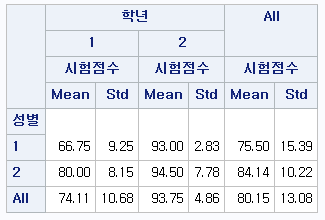 학년 All
1 2
시험점수 시험점수 시험점수
Mean Std Mean Std Mean Std
성별
1 66.75 9.25 93.00 2.83 75.50 15.39
2 80.00 8.15 94.50 7.78 84.14 10.22
All 74.11 10.68 93.75 4.86 80.15 13.08